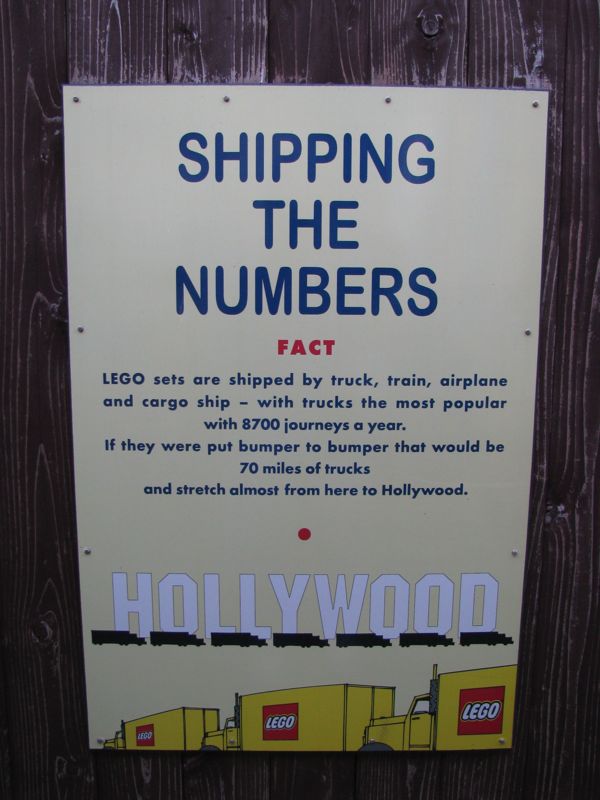 SHIPPING
THE
NUMBERS
FACT
LEGO sets are shipped by truck, train, airplane
and cargo ship – with trucks the most popular
with 8700 journeys a year.
If they were put bumper to bumper that would be
70 miles of trucks
and stretch almost from here to Hollywood.
HOLLYWOOD
LEGO
LEGO
LEGO